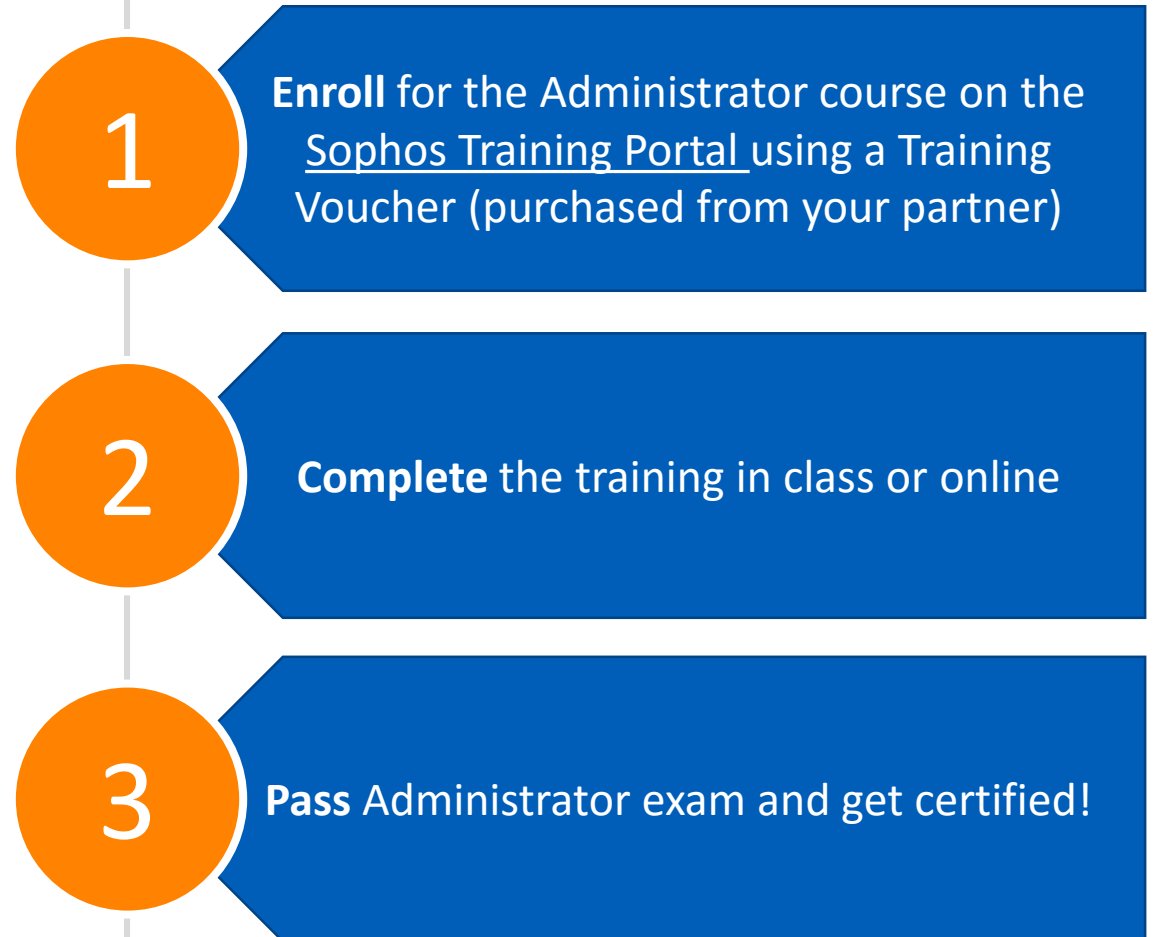 1
Enroll for the Administrator course on the
Sophos Training Portal using a Training
Voucher (purchased from your partner)
2
Complete the training in class or online
3
Pass Administrator exam and get certified!